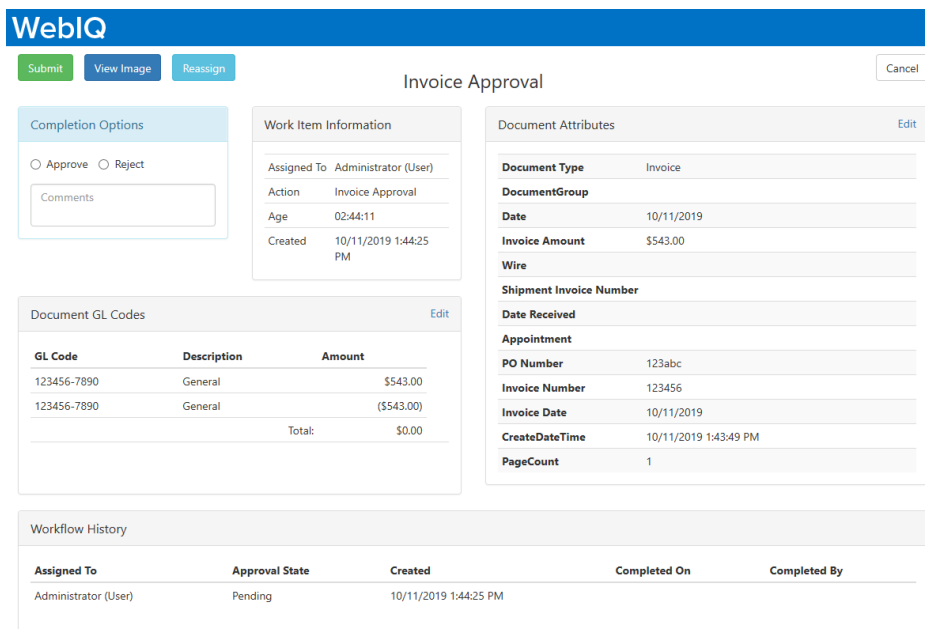 WebIQ
Submit View Image Reassign
Invoice Approval
Cancel
Completion Options
Approve Reject
Comments
Work Item Information
Assigned To Administrator (User)
Action Invoice Approval
Age 02:44:11
Created 10/11/2019 1:44:25
PM
Document Attributes Edit
Document Type Invoice
DocumentGroup
Date 10/11/2019
Invoice Amount $543.00
Wire
Shipment Invoice Number
Date Received
Appointment
PO Number 123abc
Invoice Number 123456
Invoice Date 10/11/2019
CreateDateTime 10/11/2019 1:43:49 PM
PageCount 1
Document GL Codes Edit
GL Code Description Amount
123456-7890 General $543.00
123456-7890 General ($543.00)
Total: $0.00
Workflow History
Assigned To Approval State Created Completed On Completed By
Administrator (User) Pending 10/11/2019 1:44:25 PM